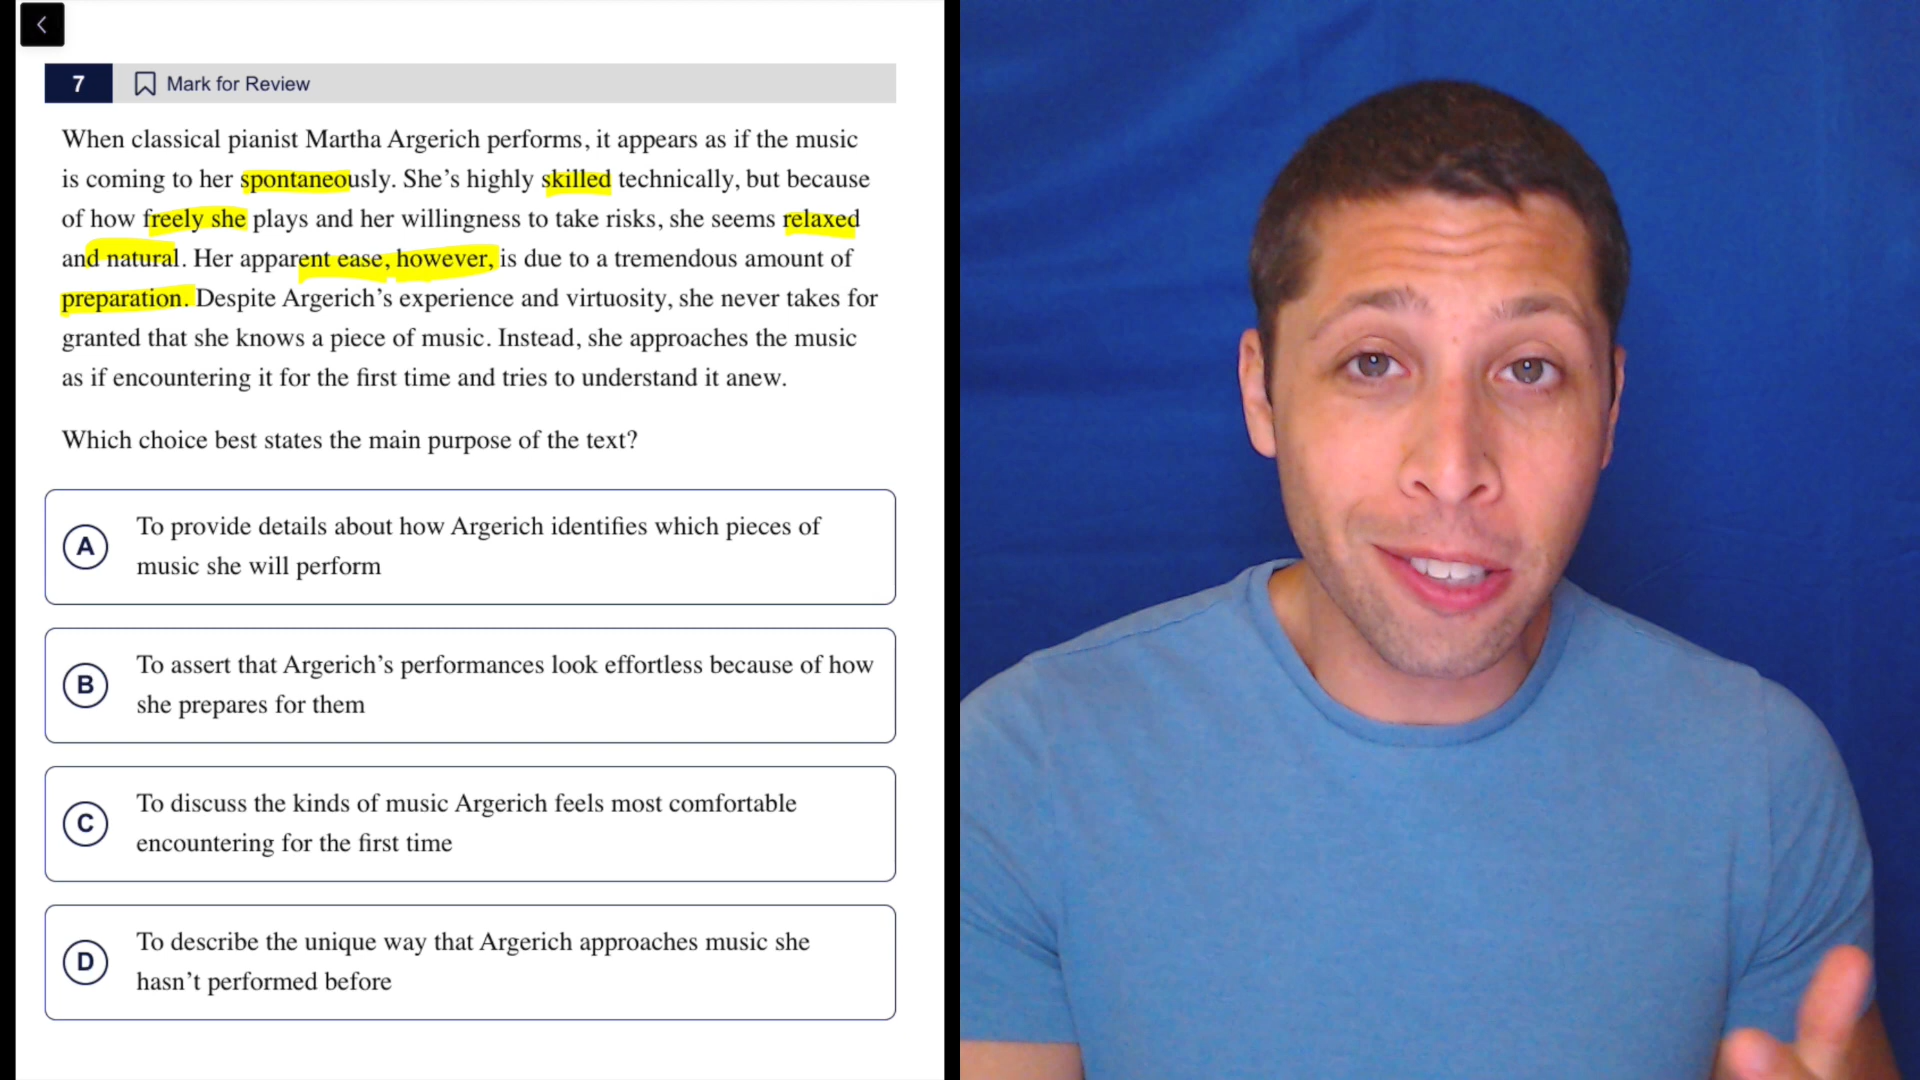 7 Mark for Review
When classical pianist Martha Argerich performs, it appears as if the music
is coming to her spontaneously. She’s highly skilled technically, but because
of how freely she plays and her willingness to take risks, she seems relaxed
and natural. Her apparent ease, however, is due to a tremendous amount of
preparation. Despite Argerich’s experience and virtuosity, she never takes for
granted that she knows a piece of music. Instead, she approaches the music
as if encountering it for the first time and tries to understand it anew.
Which choice best states the main purpose of the text?
A To provide details about how Argerich identifies which pieces of
music she will perform
B To assert that Argerich’s performances look effortless because of how
she prepares for them
C To discuss the kinds of music Argerich feels most comfortable
encountering for the first time
D To describe the unique way that Argerich approaches music she
hasn’t performed before